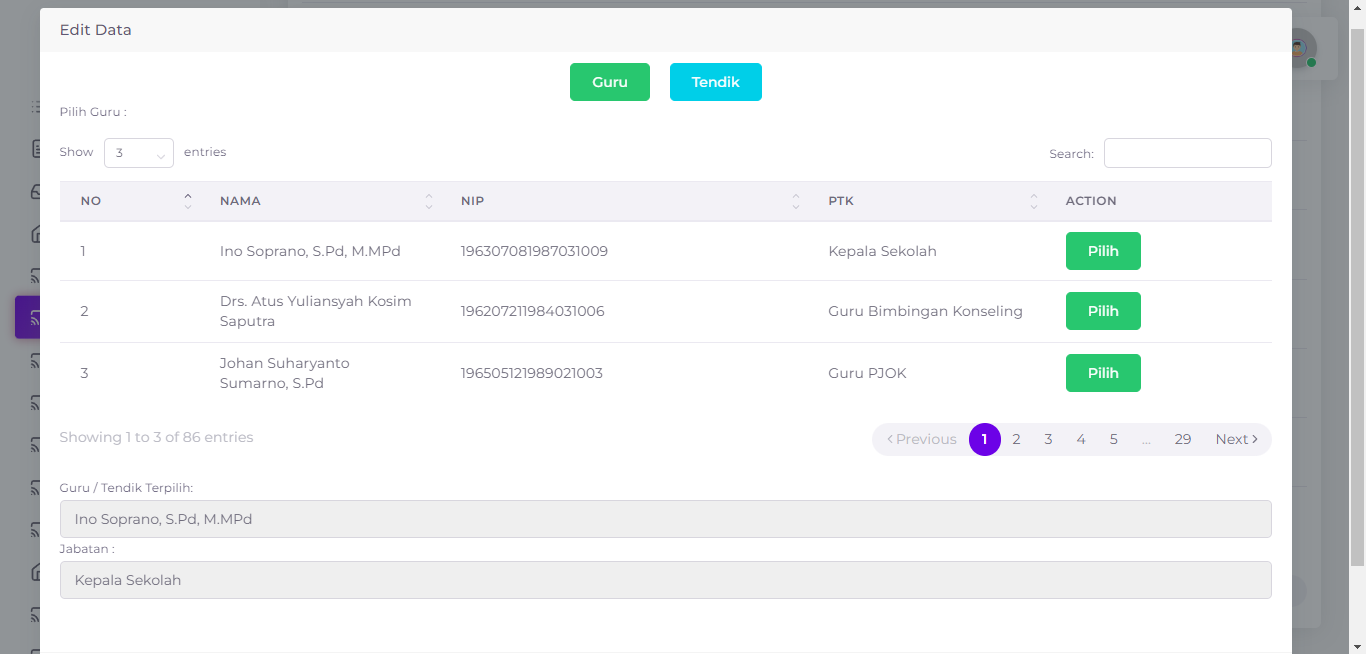 Edit Data
Guru Tendik
Pilih Guru :
Show 3 entries Search:
NO NAMA NIP PTK ACTION
1 Ino Soprano, S.Pd, M.MPd 196307081987031009 Kepala Sekolah Pilih
2 Drs. Atus Yuliansyah Kosim Saputra 196207211984031006 Guru Bimbingan Konseling Pilih
3 Johan Suharyanto Sumarno, S.Pd 196505121989021003 Guru PJOK Pilih
Showing 1 to 3 of 86 entries Previous 1 2 3 4 5 ... 29 Next
Guru / Tendik Terpilih:
Ino Soprano, S.Pd, M.MPd
Jabatan :
Kepala Sekolah